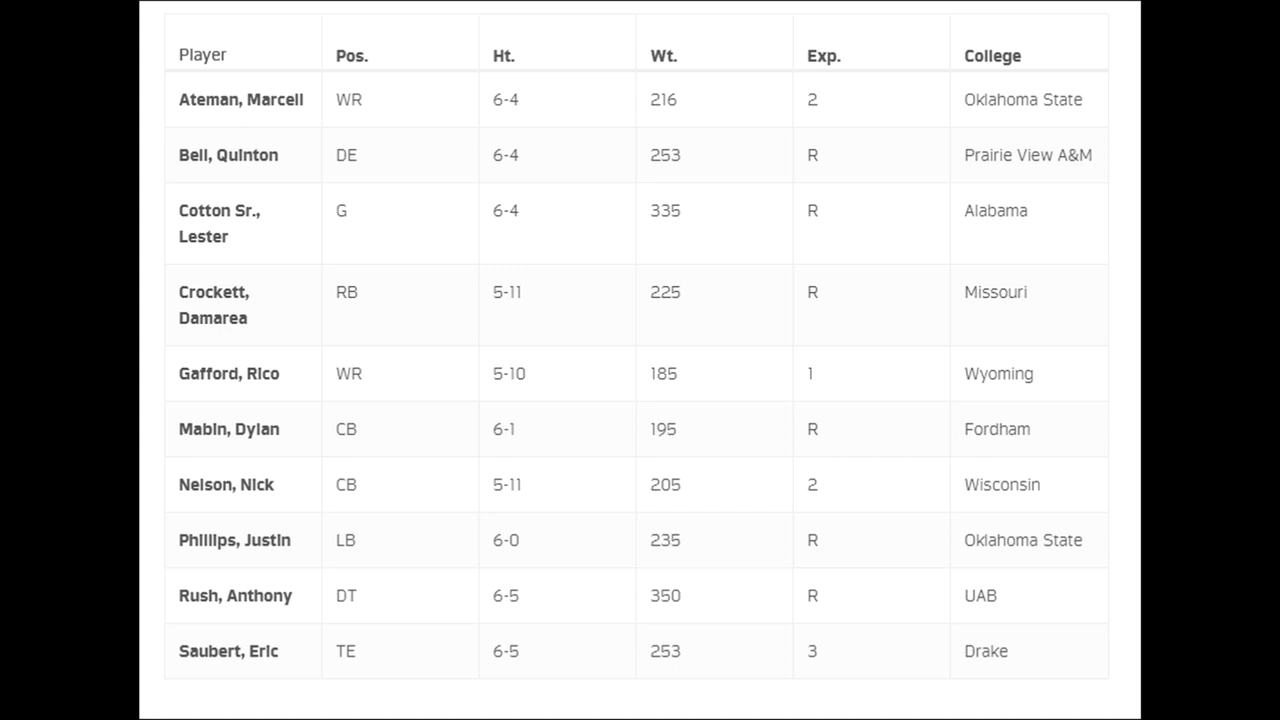 Player Pos. Ht. Wt. Exp. College
Ateman, Marcell WR 6-4 216 2 Oklahoma State
Bell, Quinton DE 6-4 253 R Prairie View A&M
Cotton Sr., G 6-4 335 R Alabama
Lester
Crockett, RB 5-11 225 R Missouri
Damarea
Gafford, Rico WR 5-10 185 1 Wyoming
Mabin, Dylan CB 6-1 195 R Fordham
Nelson, Nick CB 5-11 205 2 Wisconsin
Phillips, Justin LB 6-0 235 R Oklahoma State
Rush, Anthony DT 6-5 350 R UAB
Saubert, Eric TE 6-5 253 3 Drake